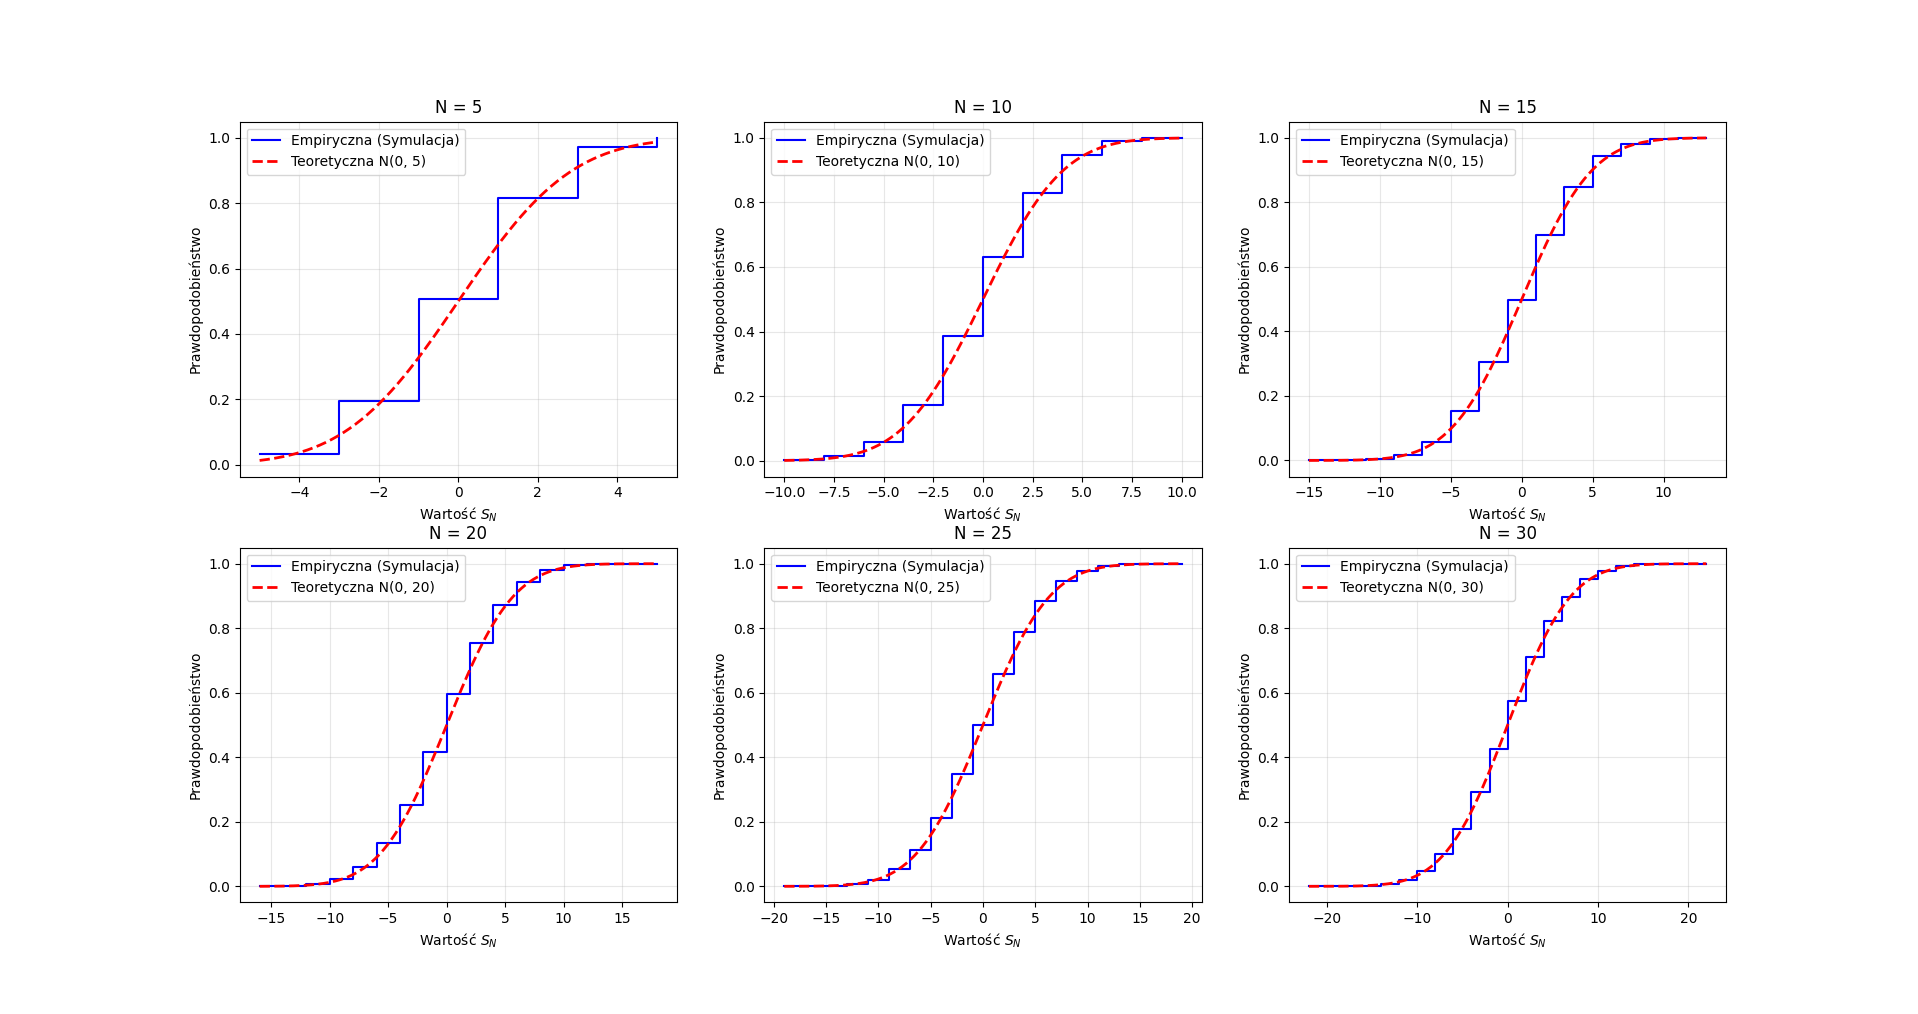 N = 5
Empiryczna (Symulacja)
Teoretyczna N(0, 5)
Prawdopodobieństwo
1.0
0.8
0.6
0.4
0.2
0.0
−4 −2 0 2 4
Wartość S_N
N = 10
Empiryczna (Symulacja)
Teoretyczna N(0, 10)
Prawdopodobieństwo
1.0
0.8
0.6
0.4
0.2
0.0
−10.0 −7.5 −5.0 −2.5 0.0 2.5 5.0 7.5 10.0
Wartość S_N
N = 15
Empiryczna (Symulacja)
Teoretyczna N(0, 15)
Prawdopodobieństwo
1.0
0.8
0.6
0.4
0.2
0.0
−15 −10 −5 0 5 10
Wartość S_N
N = 20
Empiryczna (Symulacja)
Teoretyczna N(0, 20)
Prawdopodobieństwo
1.0
0.8
0.6
0.4
0.2
0.0
−15 −10 −5 0 5 10 15
Wartość S_N
N = 25
Empiryczna (Symulacja)
Teoretyczna N(0, 25)
Prawdopodobieństwo
1.0
0.8
0.6
0.4
0.2
0.0
−20 −15 −10 −5 0 5 10 15 20
Wartość S_N
N = 30
Empiryczna (Symulacja)
Teoretyczna N(0, 30)
Prawdopodobieństwo
1.0
0.8
0.6
0.4
0.2
0.0
−20 −10 0 10 20
Wartość S_N